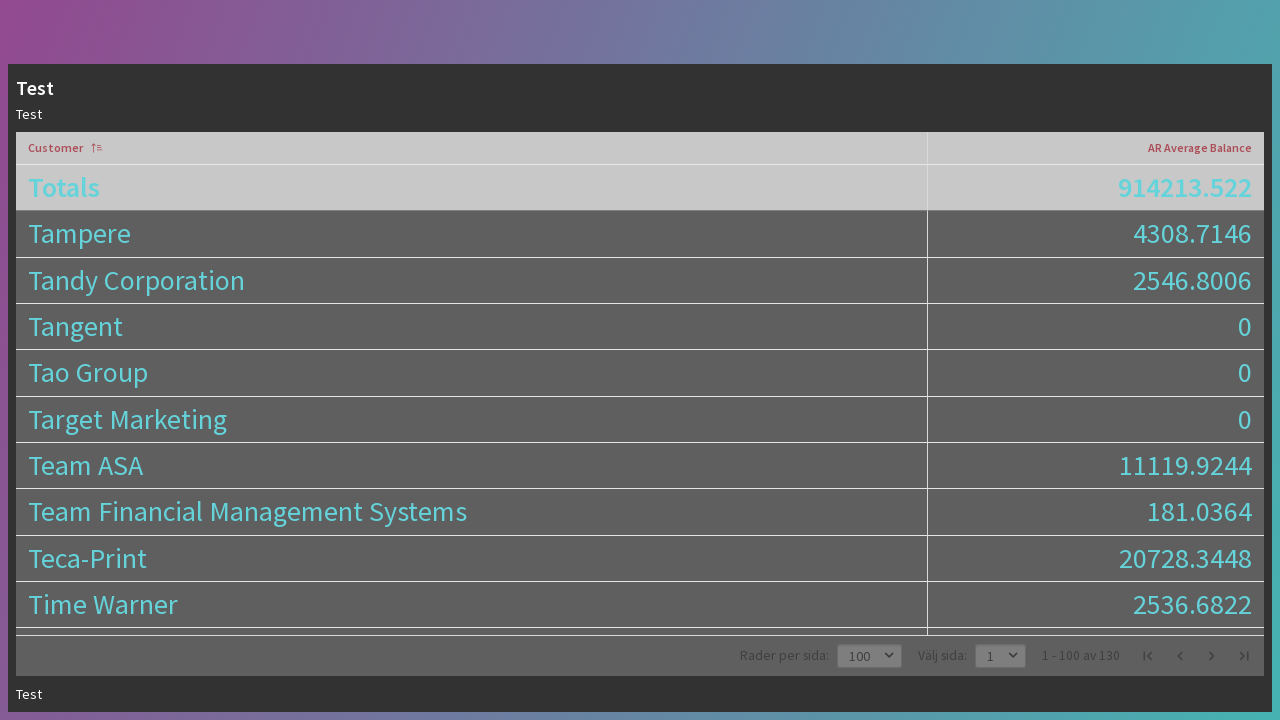 Test
Test
Customer AR Average Balance
Totals 914213.522
Tampere 4308.7146
Tandy Corporation 2546.8006
Tangent 0
Tao Group 0
Target Marketing 0
Team ASA 11119.9244
Team Financial Management Systems 181.0364
Teca-Print 20728.3448
Time Warner 2536.6822
Rader per sida: 100 Välj sida: 1 1 - 100 av 130
Test